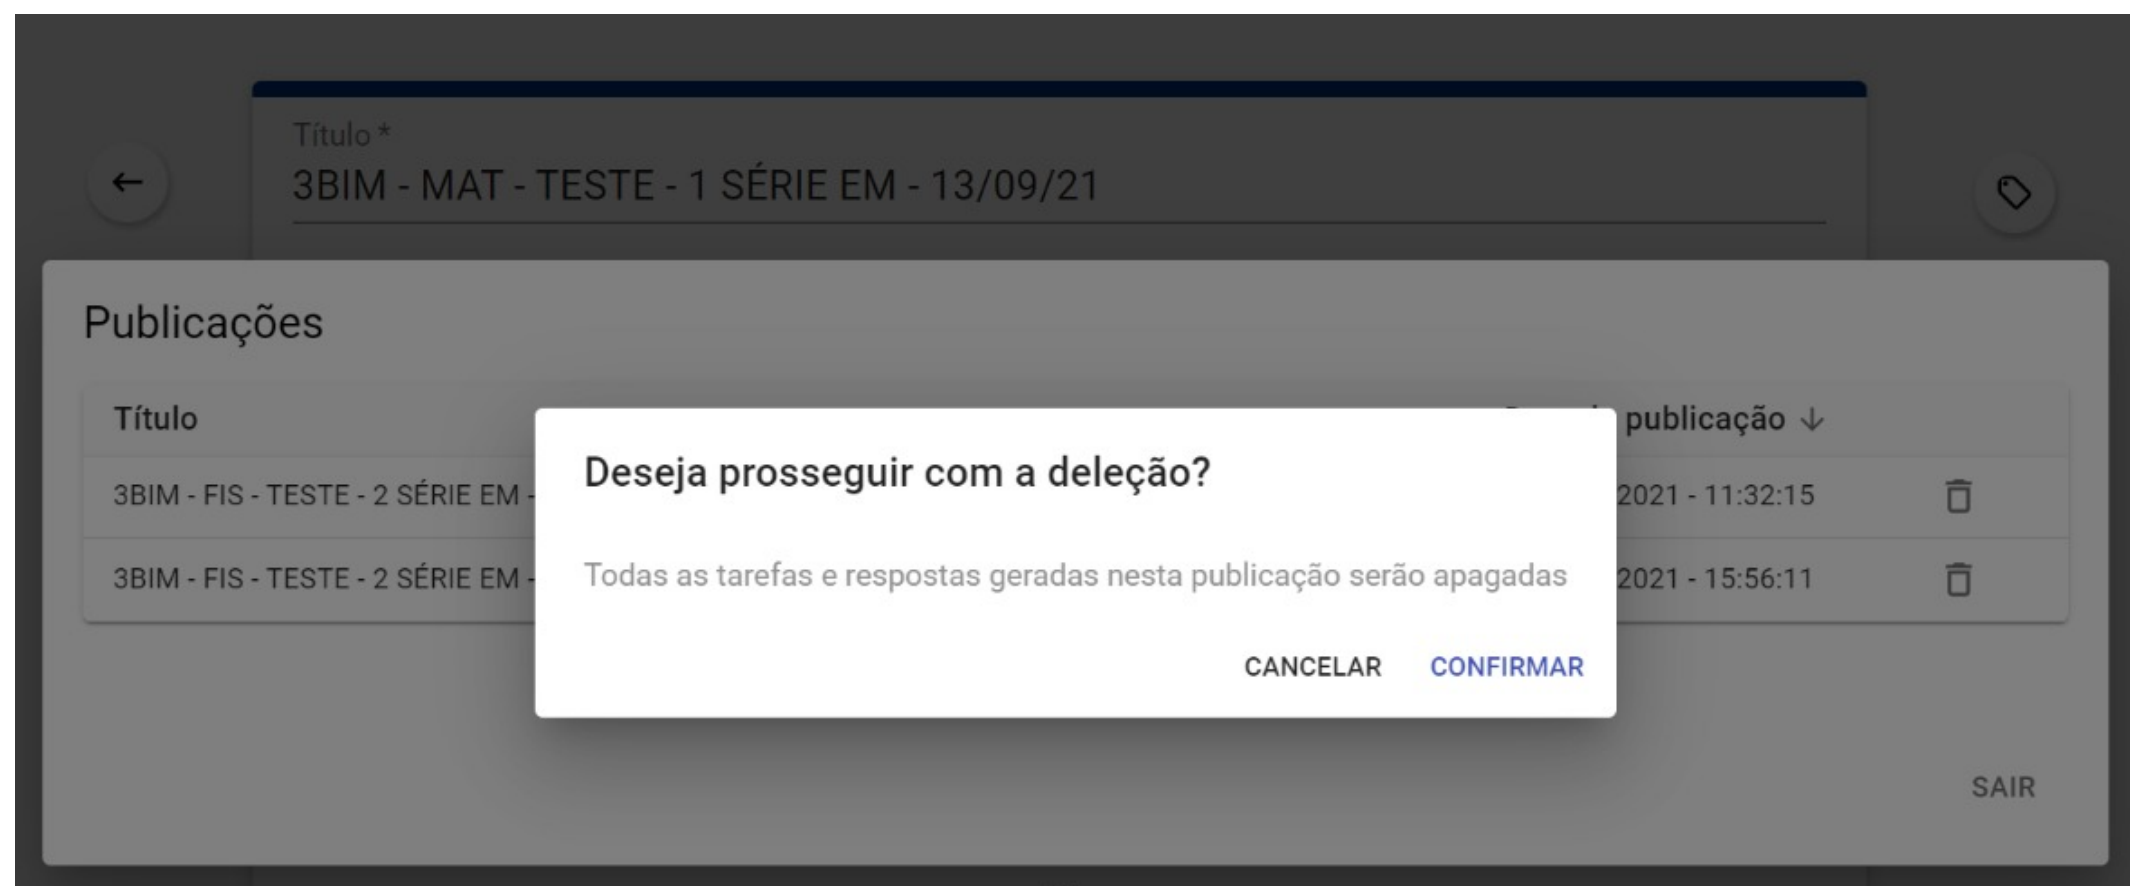 Título *
3BIM - MAT - TESTE - 1 SÉRIE EM - 13/09/21
Publicações
Título
publicação
3BIM - FIS - TESTE - 2 SÉRIE EM -
2021 - 11:32:15
3BIM - FIS - TESTE - 2 SÉRIE EM -
2021 - 15:56:11
Deseja prosseguir com a deleção?
Todas as tarefas e respostas geradas nesta publicação serão apagadas
CANCELAR CONFIRMAR
SAIR